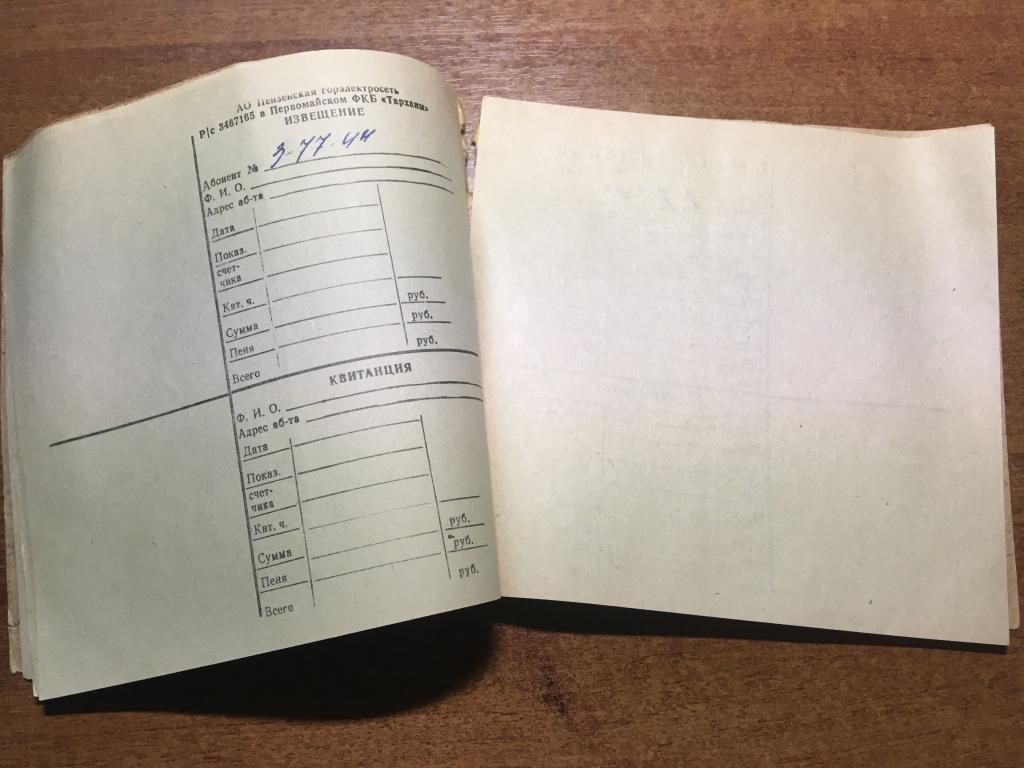 АО Пензенская горэлектросеть
Р/с 3467165 в Первомайском ФКБ «Тарханы»
ИЗВЕЩЕНИЕ
Абонент № 3-77-44
Ф. И. О.
Адрес аб-та
Дата
Показ.
счет-
чика
Квт. ч.
Сумма руб.
Пеня руб.
Всего руб.
КВИТАНЦИЯ
Ф. И. О.
Адрес аб-та
Дата
Показ.
счет-
чика
Квт. ч.
Сумма руб.
Пеня руб.
Всего руб.